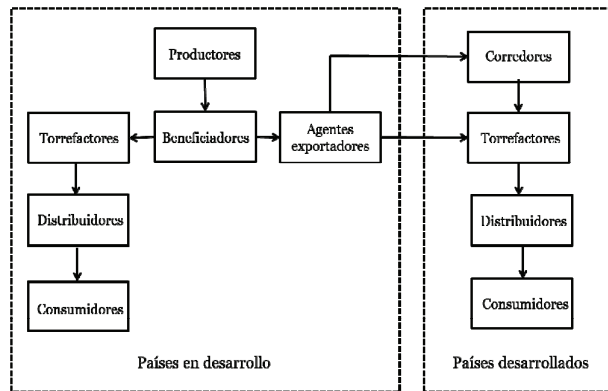 Productores
Corredores
Torrefactores
Beneficiadores
Agentes
exportadores
Torrefactores
Distribuidores
Distribuidores
Consumidores
Consumidores
Países en desarrollo
Países desarrollados